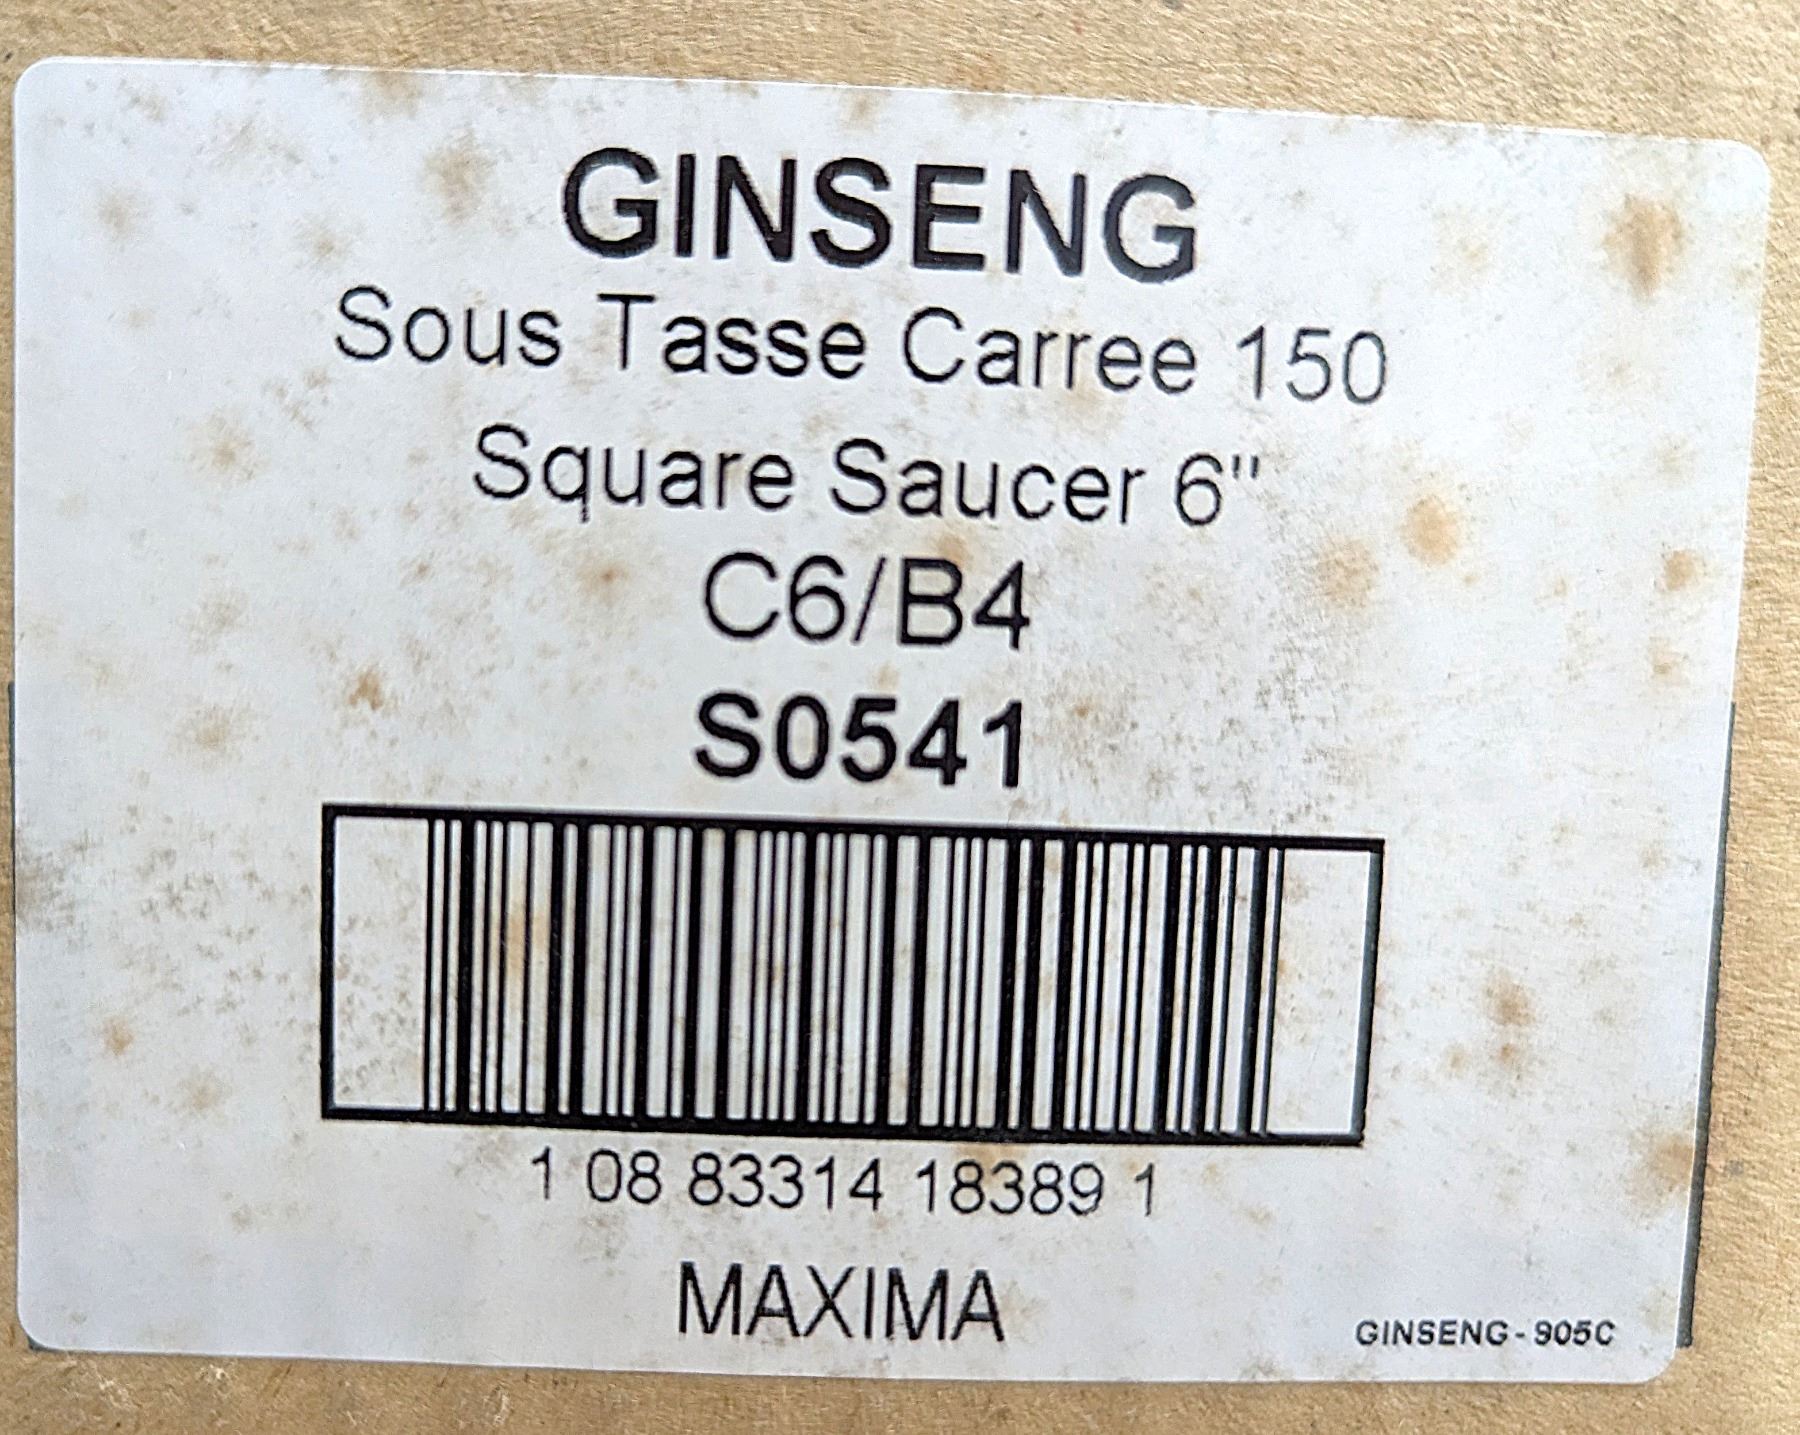 GINSENG
Sous Tasse Carree 150
Square Saucer 6"
C6/B4
S0541
1 08 83314 18389 1
MAXIMA
GINSENG-905C